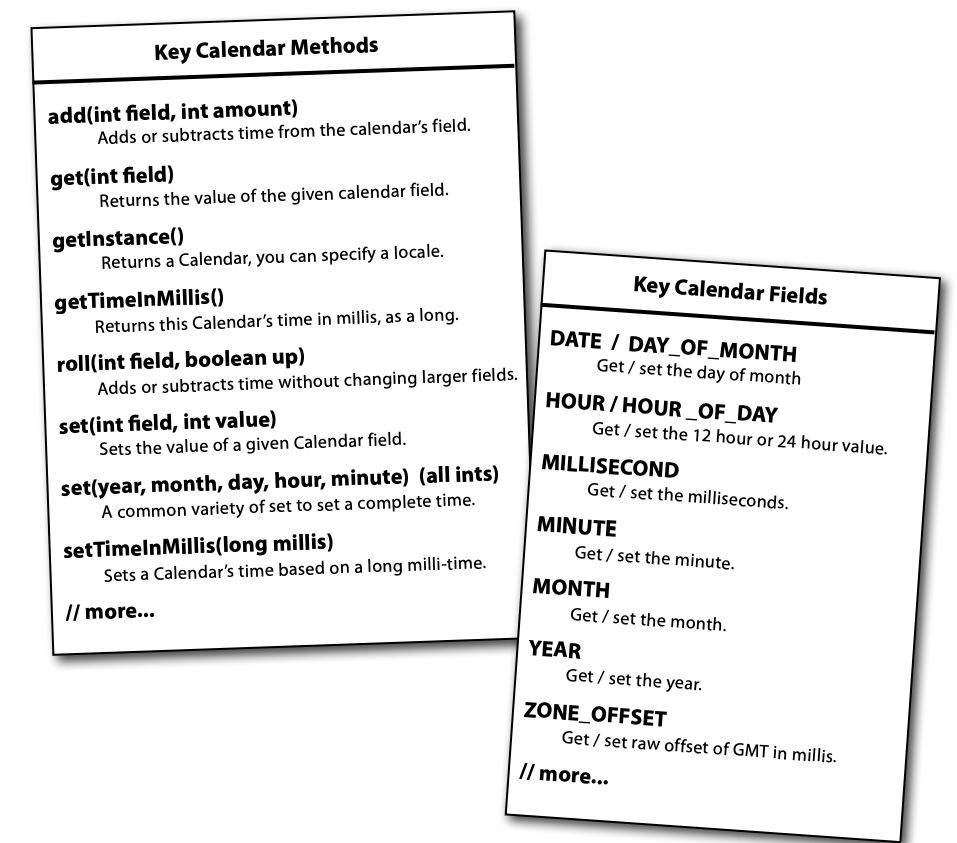 Key Calendar Methods
add(int field, int amount)
Adds or subtracts time from the calendar’s field.
get(int field)
Returns the value of the given calendar field.
getInstance()
Returns a Calendar, you can specify a locale.
getTimeInMillis()
Returns this Calendar’s time in millis, as a long.
roll(int field, boolean up)
Adds or subtracts time without changing larger fields.
set(int field, int value)
Sets the value of a given Calendar field.
set(year, month, day, hour, minute) (all ints)
A common variety of set to set a complete time.
setTimeInMillis(long millis)
Sets a Calendar’s time based on a long milli-time.
// more...
Key Calendar Fields
DATE / DAY_OF_MONTH
Get / set the day of month
HOUR / HOUR _OF_DAY
Get / set the 12 hour or 24 hour value.
MILLISECOND
Get / set the milliseconds.
MINUTE
Get / set the minute.
MONTH
Get / set the month.
YEAR
Get / set the year.
ZONE_OFFSET
Get / set raw offset of GMT in millis.
// more...